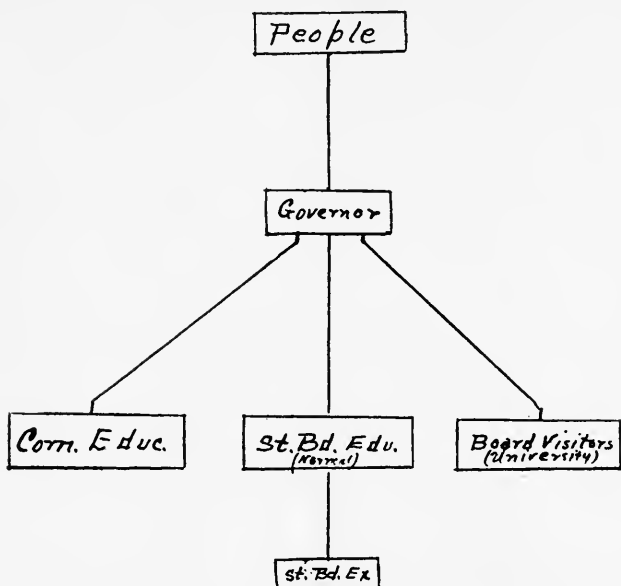 People
Governor
Com. Educ.
St. Bd. Edu.
(Normal)
Board Visitors
(University)
St. Bd. Ex